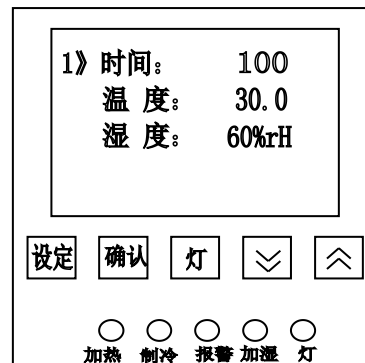 1》时间： 100
温 度： 30.0
湿 度： 60%rH
设定 确认 灯
加热 制冷 报警 加湿 灯